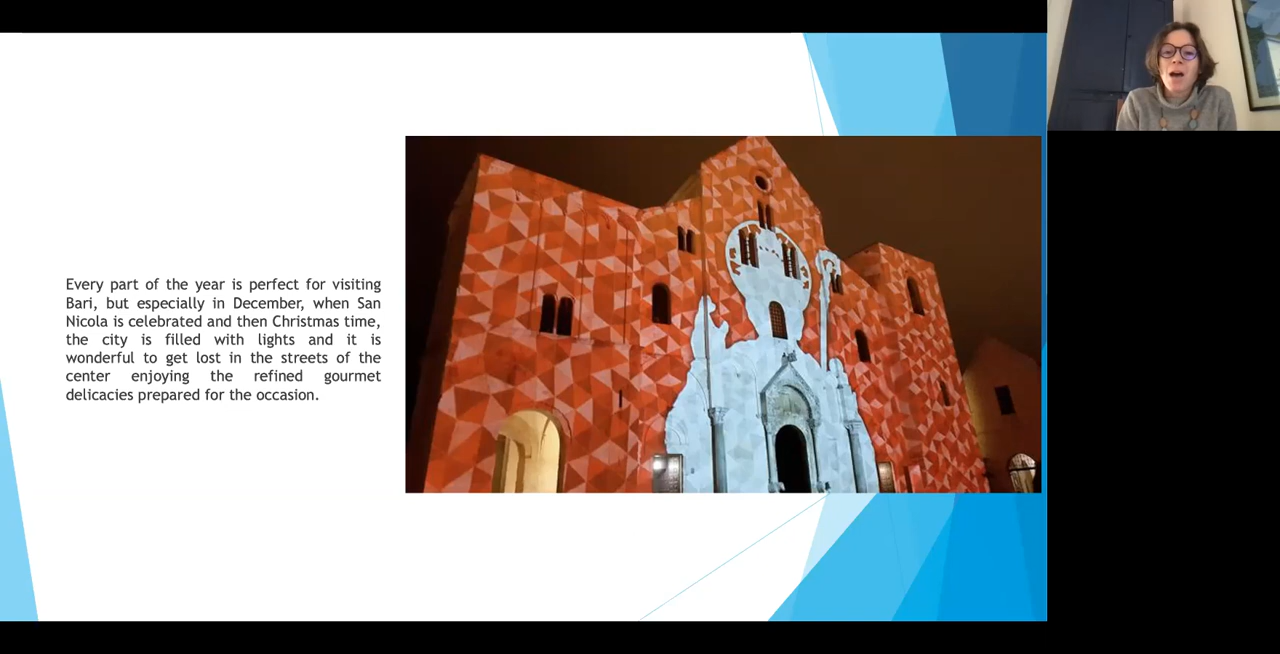 Every part of the year is perfect for visiting
Bari, but especially in December, when San
Nicola is celebrated and then Christmas time,
the city is filled with lights and it is
wonderful to get lost in the streets of the
center enjoying the refined gourmet
delicacies prepared for the occasion.